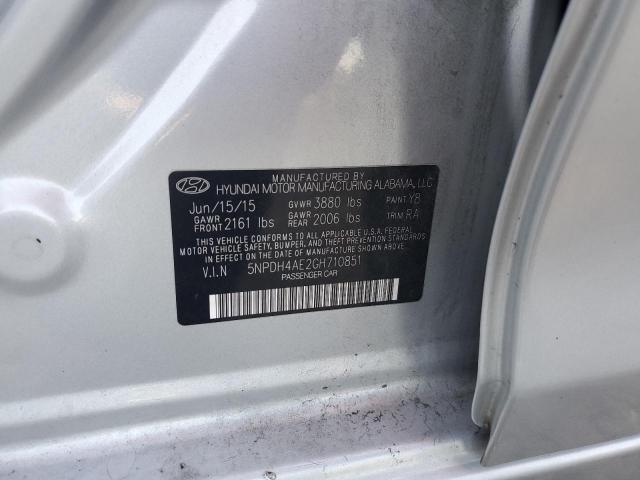 MANUFACTURED BY
HYUNDAI MOTOR MANUFACTURING ALABAMA, LLC
Jun/15/15 GVWR 3880 lbs PAINT Y8
GAWR FRONT 2161 lbs GAWR REAR 2006 lbs TRIM RA
THIS VEHICLE CONFORMS TO ALL APPLICABLE U.S.A. FEDERAL
MOTOR VEHICLE SAFETY, BUMPER, AND THEFT PREVENTION STANDARDS
IN EFFECT ON THE DATE OF MANUFACTURE SHOWN ABOVE.
V.I.N 5NPDH4AE2GH710851
PASSENGER CAR